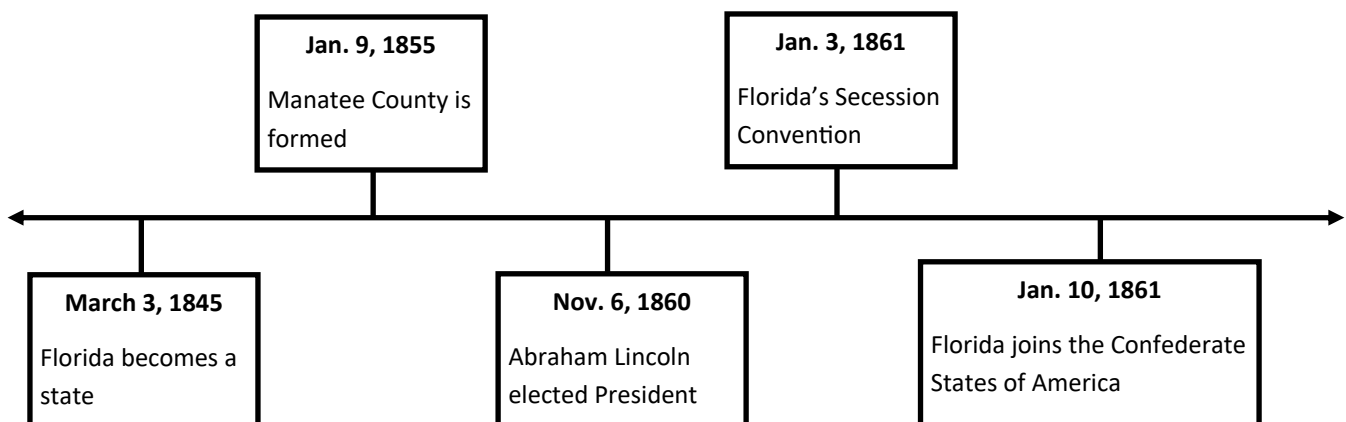 Jan. 9, 1855
Manatee County is
formed
Jan. 3, 1861
Florida’s Secession
Convention
March 3, 1845
Florida becomes a
state
Nov. 6, 1860
Abraham Lincoln
elected President
Jan. 10, 1861
Florida joins the Confederate
States of America